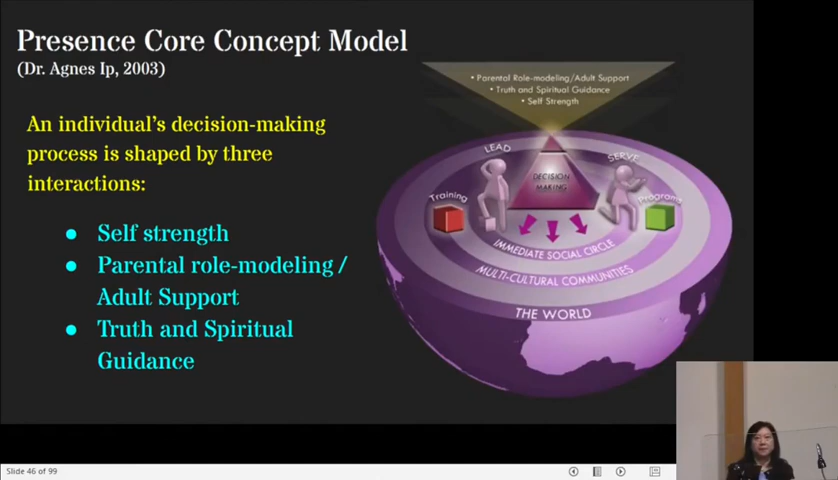 Presence Core Concept Model
(Dr. Agnes Ip, 2003)
An individual's decision-making
process is shaped by three
interactions:
● Self strength
● Parental role-modeling /
Adult Support
● Truth and Spiritual
Guidance
• Parental Role-modeling/Adult Support
• Truth and Spiritual Guidance
• Self Strength
LEAD
SERVE
DECISION
MAKING
Training
Programs
IMMEDIATE SOCIAL CIRCLE
MULTI-CULTURAL COMMUNITIES
THE WORLD
Slide 46 of 99